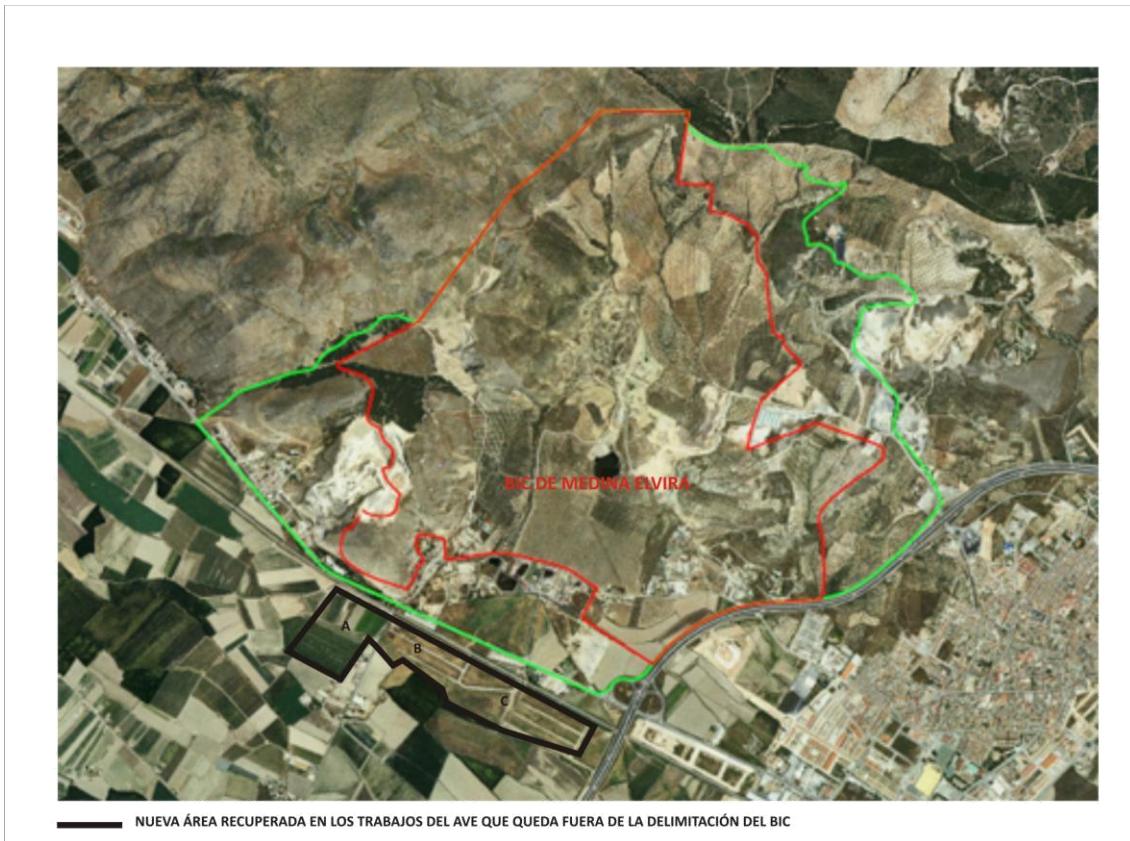 BIC DE MEDINA ELVIRA
A
B
C
NUEVA ÁREA RECUPERADA EN LOS TRABAJOS DEL AVE QUE QUEDA FUERA DE LA DELIMITACIÓN DEL BIC